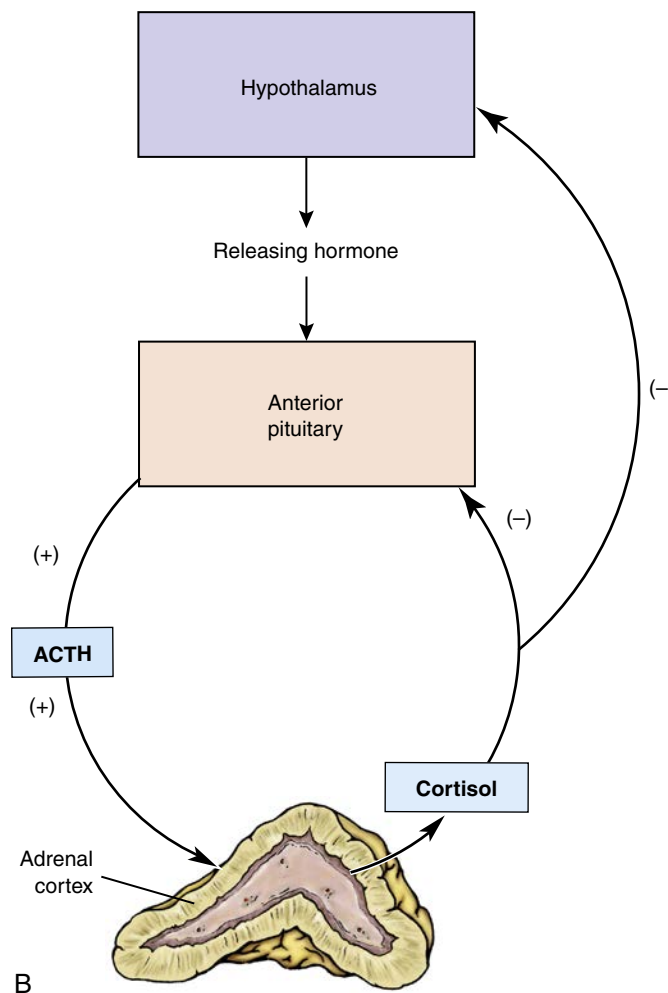 Hypothalamus
Releasing hormone
Anterior
pituitary
(–
(–)
(+)
ACTH
(+)
Cortisol
Adrenal
cortex
B